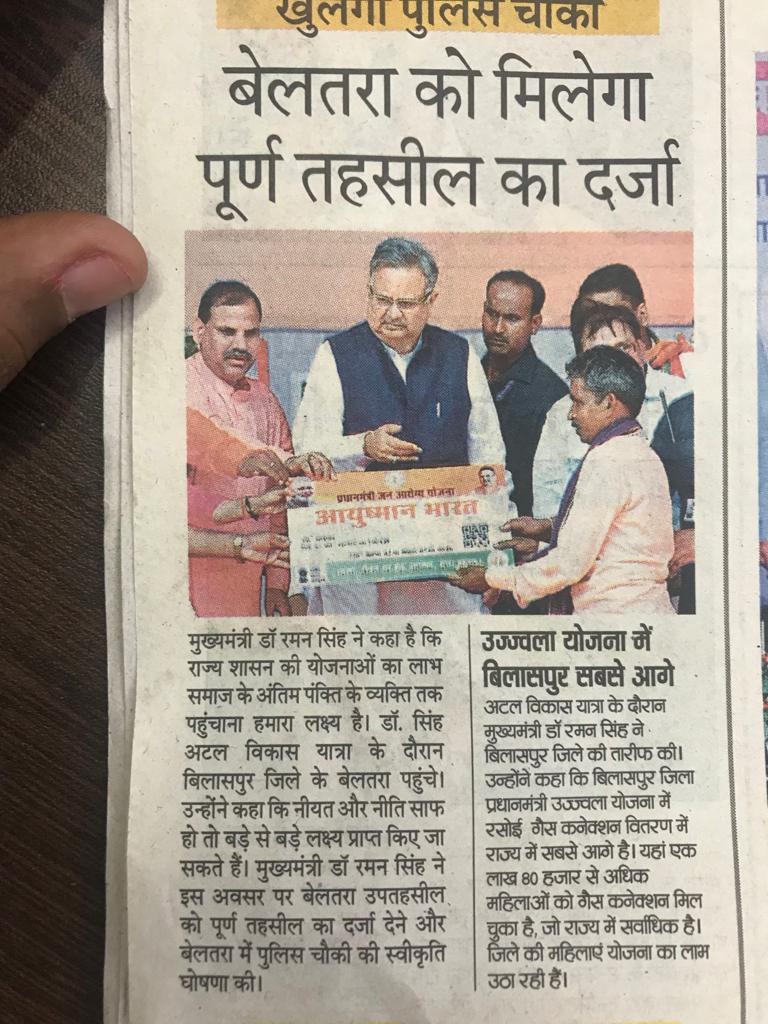 खुलेगी पुलिस चौकी
बेलतरा को मिलेगा
पूर्ण तहसील का दर्जा
प्रधानमंत्री जन आरोग्य योजना
आयुष्मान भारत
मुख्यमंत्री डॉ रमन सिंह ने कहा है कि
राज्य शासन की योजनाओं का लाभ
समाज के अंतिम पंक्ति के व्यक्ति तक
पहुंचाना हमारा लक्ष्य है। डॉ. सिंह
अटल विकास यात्रा के दौरान
बिलासपुर जिले के बेलतरा पहुंचे।
उन्होंने कहा कि नीयत और नीति साफ
हो तो बड़े से बड़े लक्ष्य प्राप्त किए जा
सकते हैं। मुख्यमंत्री डॉ रमन सिंह ने
इस अवसर पर बेलतरा उपतहसील
को पूर्ण तहसील का दर्जा देने और
बेलतरा में पुलिस चौकी की स्वीकृति
घोषणा की।
उज्ज्वला योजना में
बिलासपुर सबसे आगे
अटल विकास यात्रा के दौरान
मुख्यमंत्री डॉ रमन सिंह ने
बिलासपुर जिले की तारीफ की।
उन्होंने कहा कि बिलासपुर जिला
प्रधानमंत्री उज्ज्वला योजना में
रसोई गैस कनेक्शन वितरण में
राज्य में सबसे आगे है। यहां एक
लाख 80 हजार से अधिक
महिलाओं को गैस कनेक्शन मिल
चुका है, जो राज्य में सर्वाधिक है।
जिले की महिलाएं योजना का लाभ
उठा रही हैं।